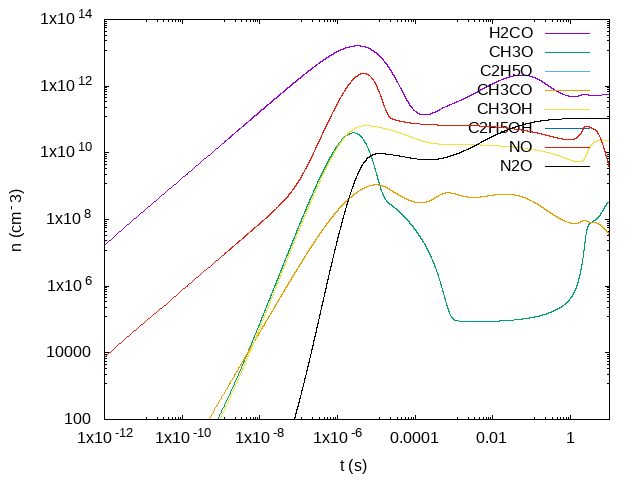 1x10 14
1x10 12
1x10 10
1x10 8
1x10 6
10000
100
n (cm- 3)
H2CO
CH3O
C2H5O
CH3CO
CH3OH
C2H5OH
NO
N2O
1x10 -12
1x10 -10
1x10 -8
1x10 -6
0.0001
0.01
1
t (s)